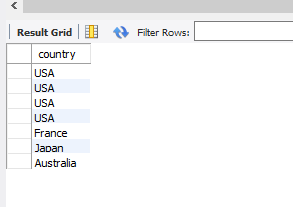 Result Grid Filter Rows:
country
USA
USA
USA
USA
France
Japan
Australia